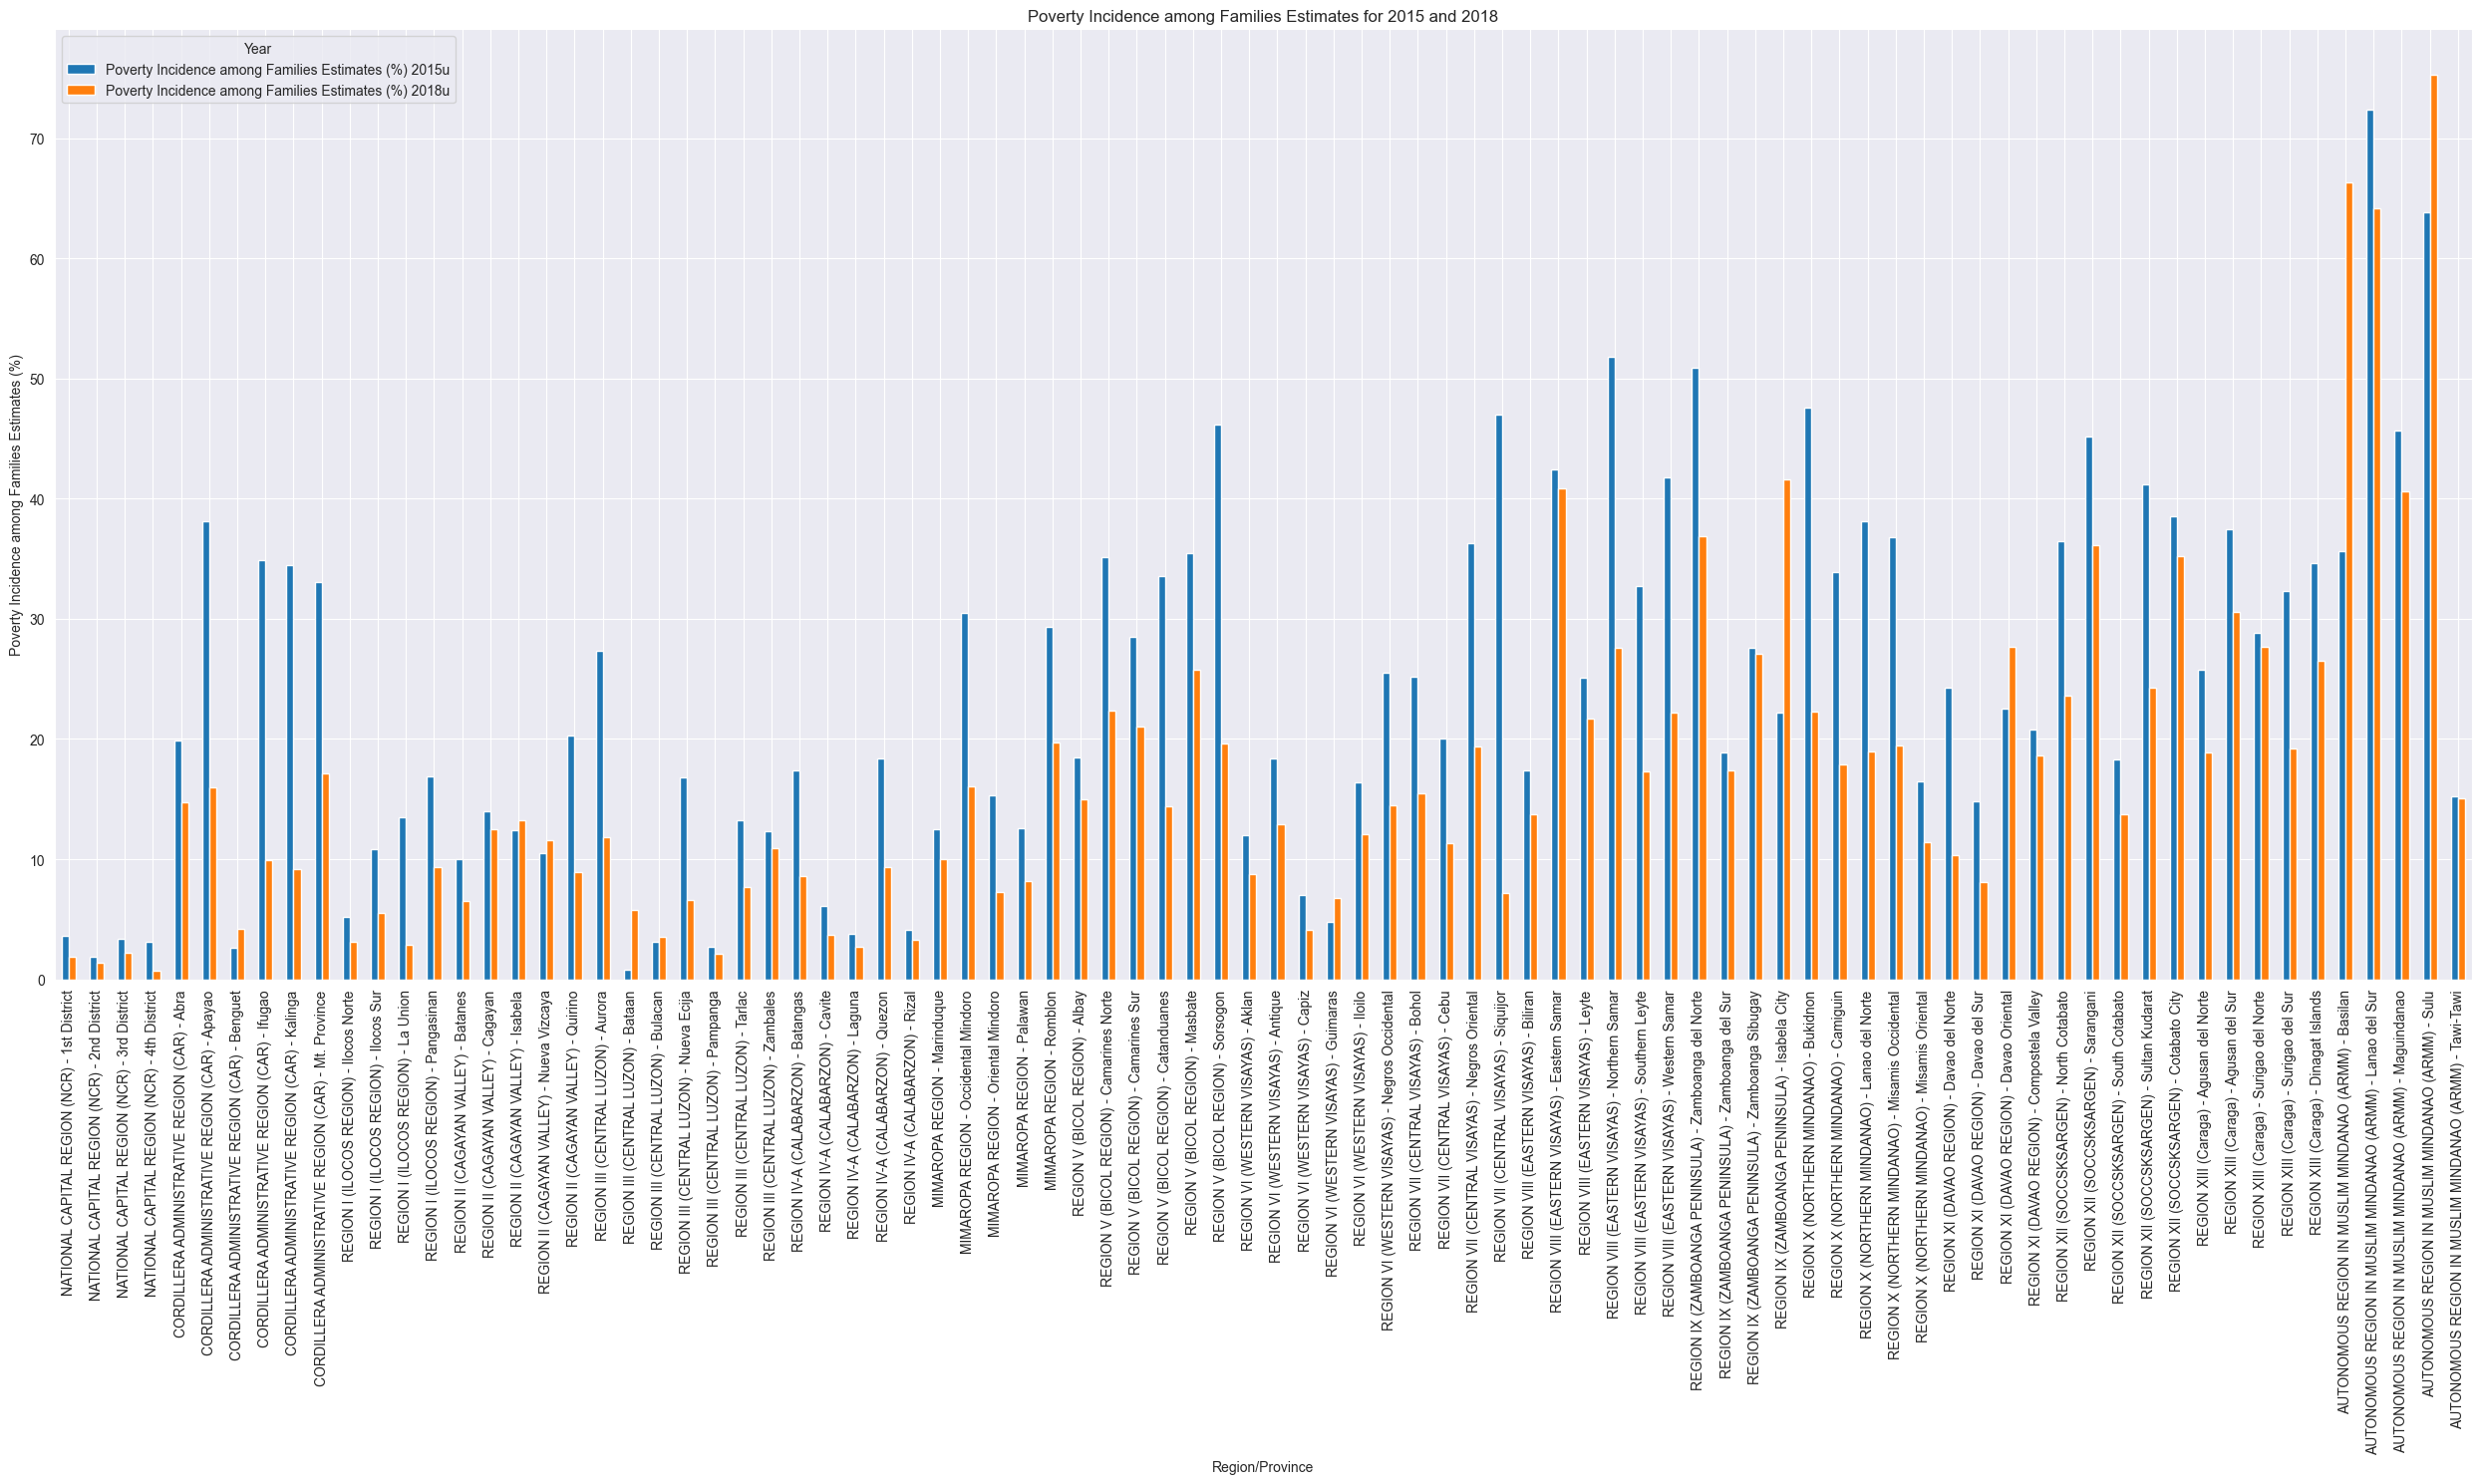 Poverty Incidence among Families Estimates for 2015 and 2018
Year
Poverty Incidence among Families Estimates (%) 2015u
Poverty Incidence among Families Estimates (%) 2018u
Poverty Incidence among Families Estimates (%)
70
60
50
40
30
20
10
0
NATIONAL CAPITAL REGION (NCR) - 1st District
NATIONAL CAPITAL REGION (NCR) - 2nd District
NATIONAL CAPITAL REGION (NCR) - 3rd District
NATIONAL CAPITAL REGION (NCR) - 4th District
CORDILLERA ADMINISTRATIVE REGION (CAR) - Abra
CORDILLERA ADMINISTRATIVE REGION (CAR) - Apayao
CORDILLERA ADMINISTRATIVE REGION (CAR) - Benguet
CORDILLERA ADMINISTRATIVE REGION (CAR) - Ifugao
CORDILLERA ADMINISTRATIVE REGION (CAR) - Kalinga
CORDILLERA ADMINISTRATIVE REGION (CAR) - Mt. Province
REGION I (ILOCOS REGION) - Ilocos Norte
REGION I (ILOCOS REGION) - Ilocos Sur
REGION I (ILOCOS REGION) - La Union
REGION I (ILOCOS REGION) - Pangasinan
REGION II (CAGAYAN VALLEY) - Batanes
REGION II (CAGAYAN VALLEY) - Cagayan
REGION II (CAGAYAN VALLEY) - Isabela
REGION II (CAGAYAN VALLEY) - Nueva Vizcaya
REGION II (CAGAYAN VALLEY) - Quirino
REGION III (CENTRAL LUZON) - Aurora
REGION III (CENTRAL LUZON) - Bataan
REGION III (CENTRAL LUZON) - Bulacan
REGION III (CENTRAL LUZON) - Nueva Ecija
REGION III (CENTRAL LUZON) - Pampanga
REGION III (CENTRAL LUZON) - Tarlac
REGION III (CENTRAL LUZON) - Zambales
REGION IV-A (CALABARZON) - Batangas
REGION IV-A (CALABARZON) - Cavite
REGION IV-A (CALABARZON) - Laguna
REGION IV-A (CALABARZON) - Quezon
REGION IV-A (CALABARZON) - Rizal
MIMAROPA REGION - Marinduque
MIMAROPA REGION - Occidental Mindoro
MIMAROPA REGION - Oriental Mindoro
MIMAROPA REGION - Palawan
MIMAROPA REGION - Romblon
REGION V (BICOL REGION) - Albay
REGION V (BICOL REGION) - Camarines Norte
REGION V (BICOL REGION) - Camarines Sur
REGION V (BICOL REGION) - Catanduanes
REGION V (BICOL REGION) - Masbate
REGION V (BICOL REGION) - Sorsogon
REGION VI (WESTERN VISAYAS) - Aklan
REGION VI (WESTERN VISAYAS) - Antique
REGION VI (WESTERN VISAYAS) - Capiz
REGION VI (WESTERN VISAYAS) - Guimaras
REGION VI (WESTERN VISAYAS) - Iloilo
REGION VI (WESTERN VISAYAS) - Negros Occidental
REGION VII (CENTRAL VISAYAS) - Bohol
REGION VII (CENTRAL VISAYAS) - Cebu
REGION VII (CENTRAL VISAYAS) - Negros Oriental
REGION VII (CENTRAL VISAYAS) - Siquijor
REGION VIII (EASTERN VISAYAS) - Biliran
REGION VIII (EASTERN VISAYAS) - Eastern Samar
REGION VIII (EASTERN VISAYAS) - Leyte
REGION VIII (EASTERN VISAYAS) - Northern Samar
REGION VIII (EASTERN VISAYAS) - Southern Leyte
REGION VIII (EASTERN VISAYAS) - Western Samar
REGION IX (ZAMBOANGA PENINSULA) - Zamboanga del Norte
REGION IX (ZAMBOANGA PENINSULA) - Zamboanga del Sur
REGION IX (ZAMBOANGA PENINSULA) - Zamboanga Sibugay
REGION IX (ZAMBOANGA PENINSULA) - Isabela City
REGION X (NORTHERN MINDANAO) - Bukidnon
REGION X (NORTHERN MINDANAO) - Camiguin
REGION X (NORTHERN MINDANAO) - Lanao del Norte
REGION X (NORTHERN MINDANAO) - Misamis Occidental
REGION X (NORTHERN MINDANAO) - Misamis Oriental
REGION XI (DAVAO REGION) - Davao del Norte
REGION XI (DAVAO REGION) - Davao del Sur
REGION XI (DAVAO REGION) - Davao Oriental
REGION XI (DAVAO REGION) - Compostela Valley
REGION XII (SOCCSKSARGEN) - North Cotabato
REGION XII (SOCCSKSARGEN) - Sarangani
REGION XII (SOCCSKSARGEN) - South Cotabato
REGION XII (SOCCSKSARGEN) - Sultan Kudarat
REGION XII (SOCCSKSARGEN) - Cotabato City
REGION XIII (Caraga) - Agusan del Norte
REGION XIII (Caraga) - Agusan del Sur
REGION XIII (Caraga) - Surigao del Norte
REGION XIII (Caraga) - Surigao del Sur
REGION XIII (Caraga) - Dinagat Islands
AUTONOMOUS REGION IN MUSLIM MINDANAO (ARMM) - Basilan
AUTONOMOUS REGION IN MUSLIM MINDANAO (ARMM) - Lanao del Sur
AUTONOMOUS REGION IN MUSLIM MINDANAO (ARMM) - Maguindanao
AUTONOMOUS REGION IN MUSLIM MINDANAO (ARMM) - Sulu
AUTONOMOUS REGION IN MUSLIM MINDANAO (ARMM) - Tawi-Tawi
Region/Province